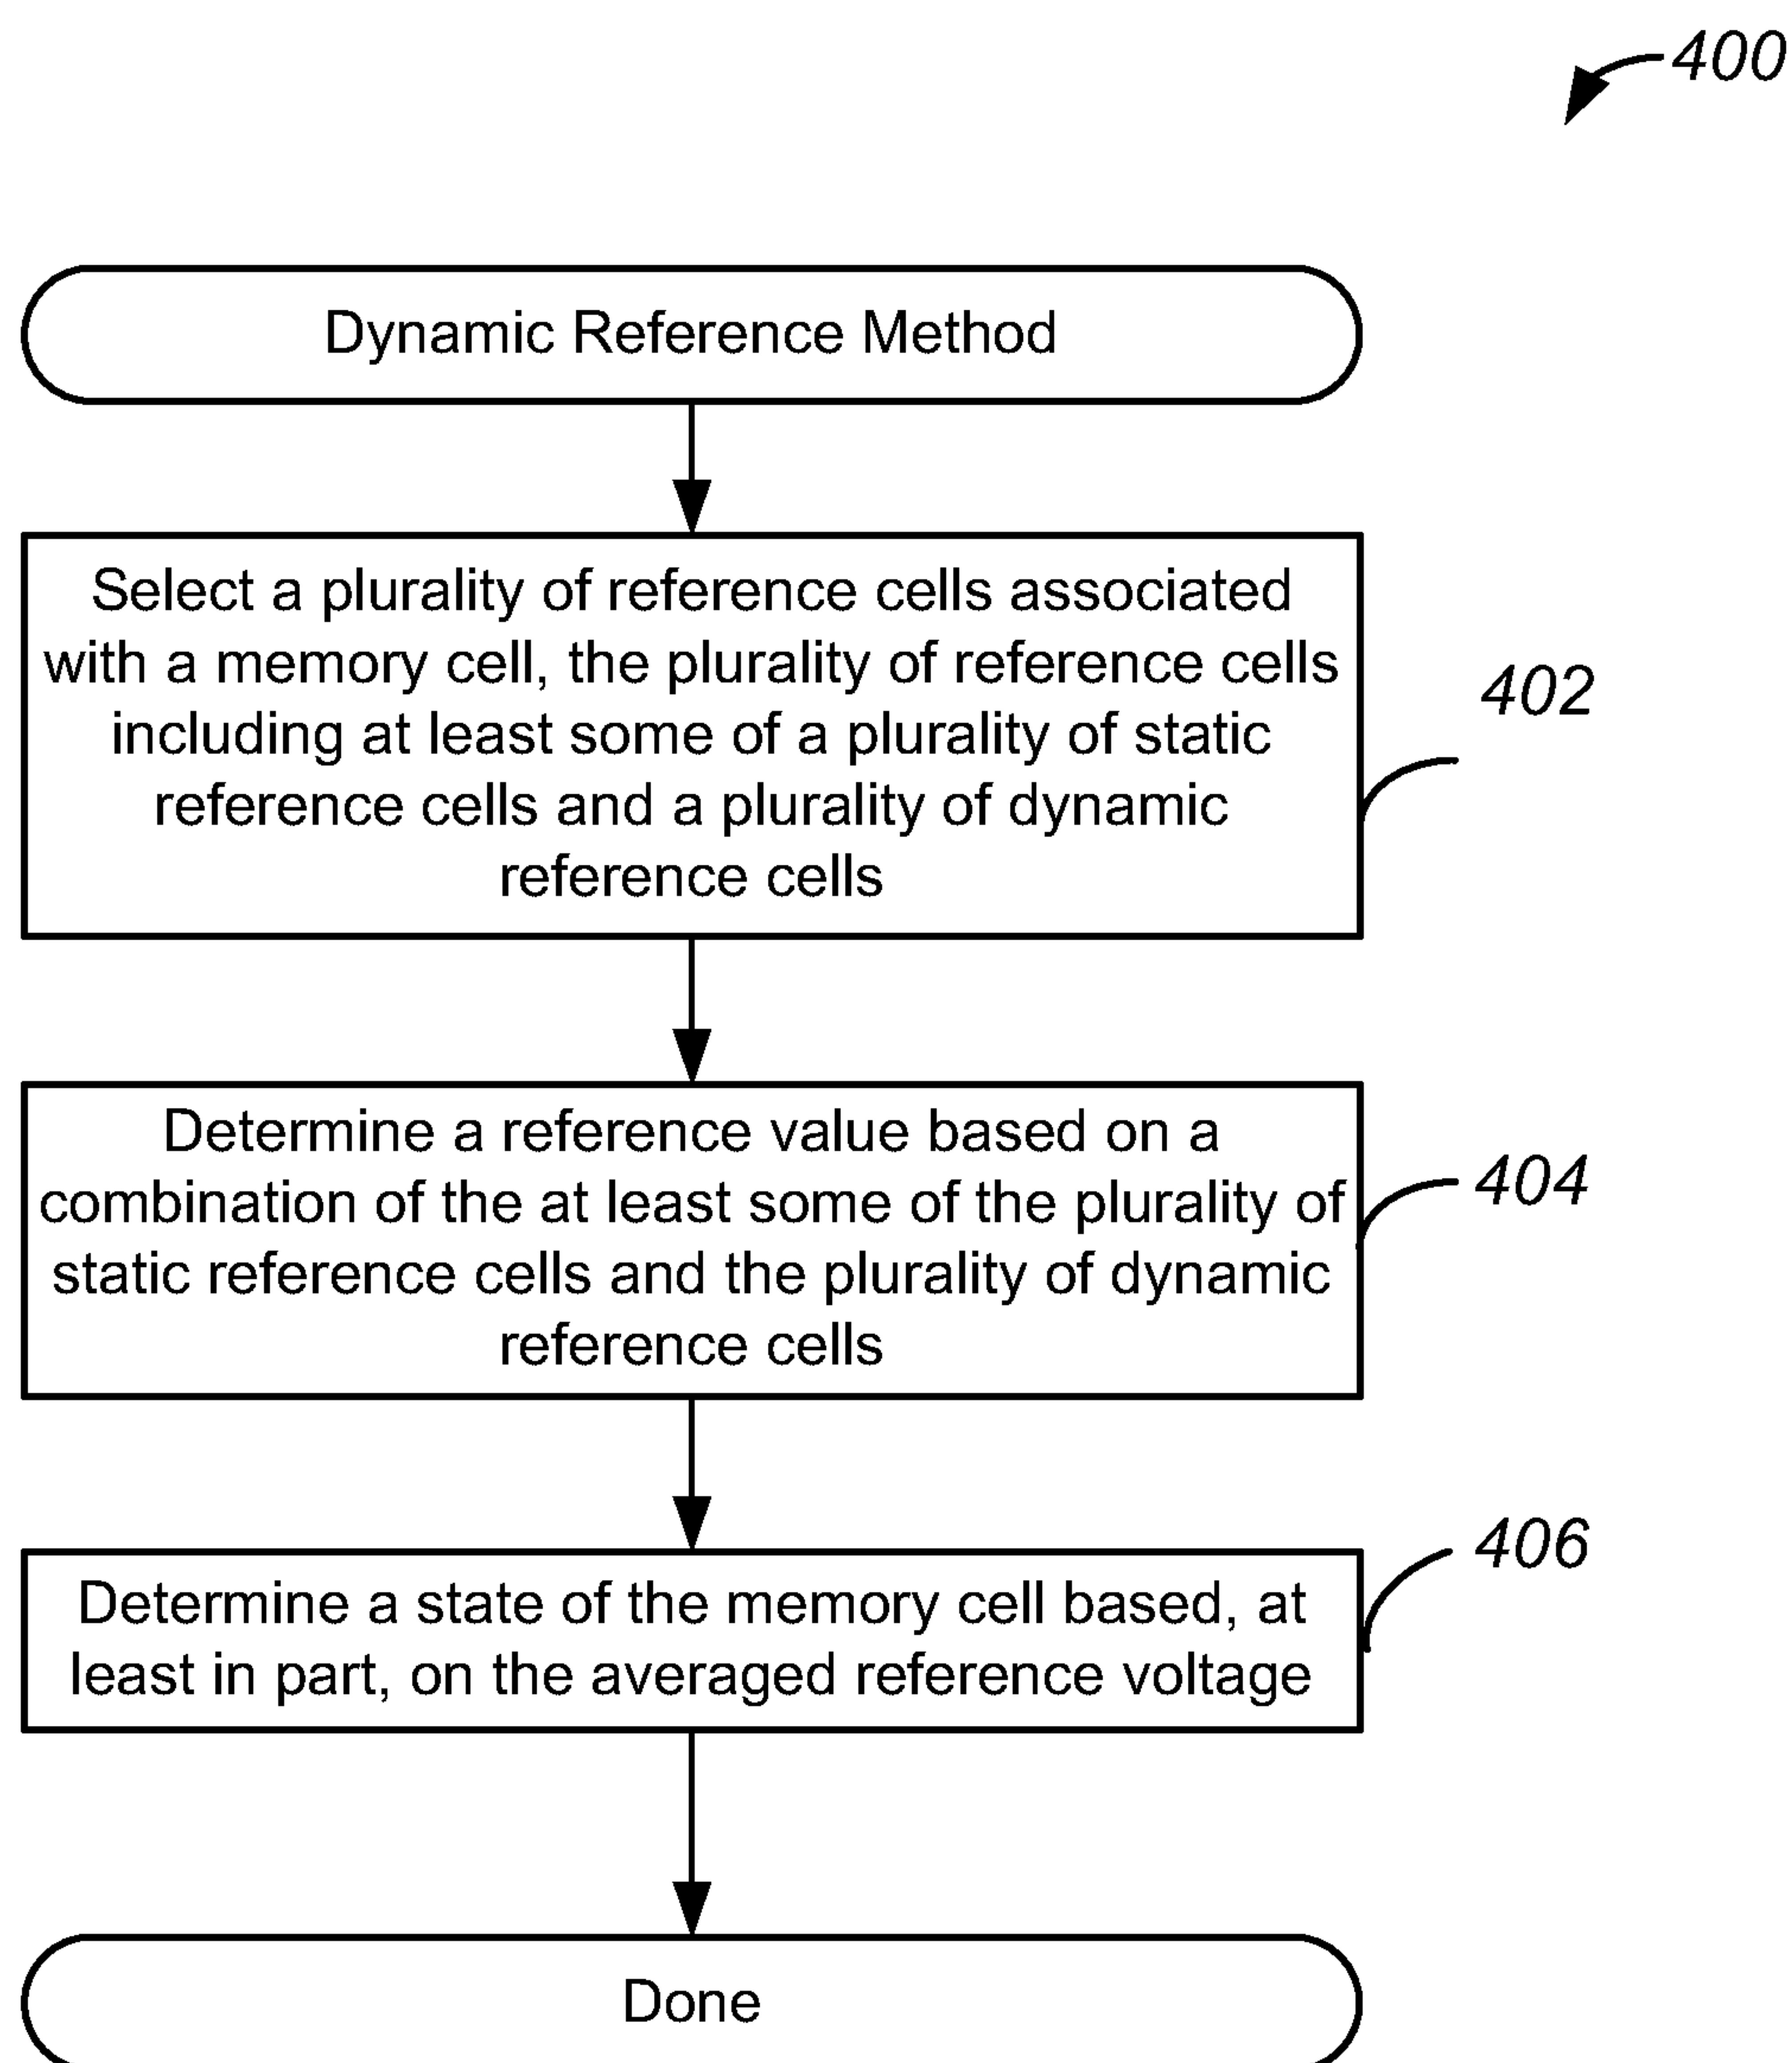 400
Dynamic Reference Method
Select a plurality of reference cells associated
with a memory cell, the plurality of reference cells
including at least some of a plurality of static
reference cells and a plurality of dynamic
reference cells
402
Determine a reference value based on a
combination of the at least some of the plurality of
static reference cells and the plurality of dynamic
reference cells
404
Determine a state of the memory cell based, at
least in part, on the averaged reference voltage
406
Done